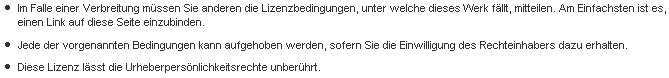 • Im Falle einer Verbreitung müssen Sie anderen die Lizenzbedingungen, unter welche dieses Werk fällt, mitteilen. Am Einfachsten ist es,
einen Link auf diese Seite einzubinden.
• Jede der vorgenannten Bedingungen kann aufgehoben werden, sofern Sie die Einwilligung des Rechteinhabers dazu erhalten.
• Diese Lizenz lässt die Urheberpersönlichkeitsrechte unberührt.